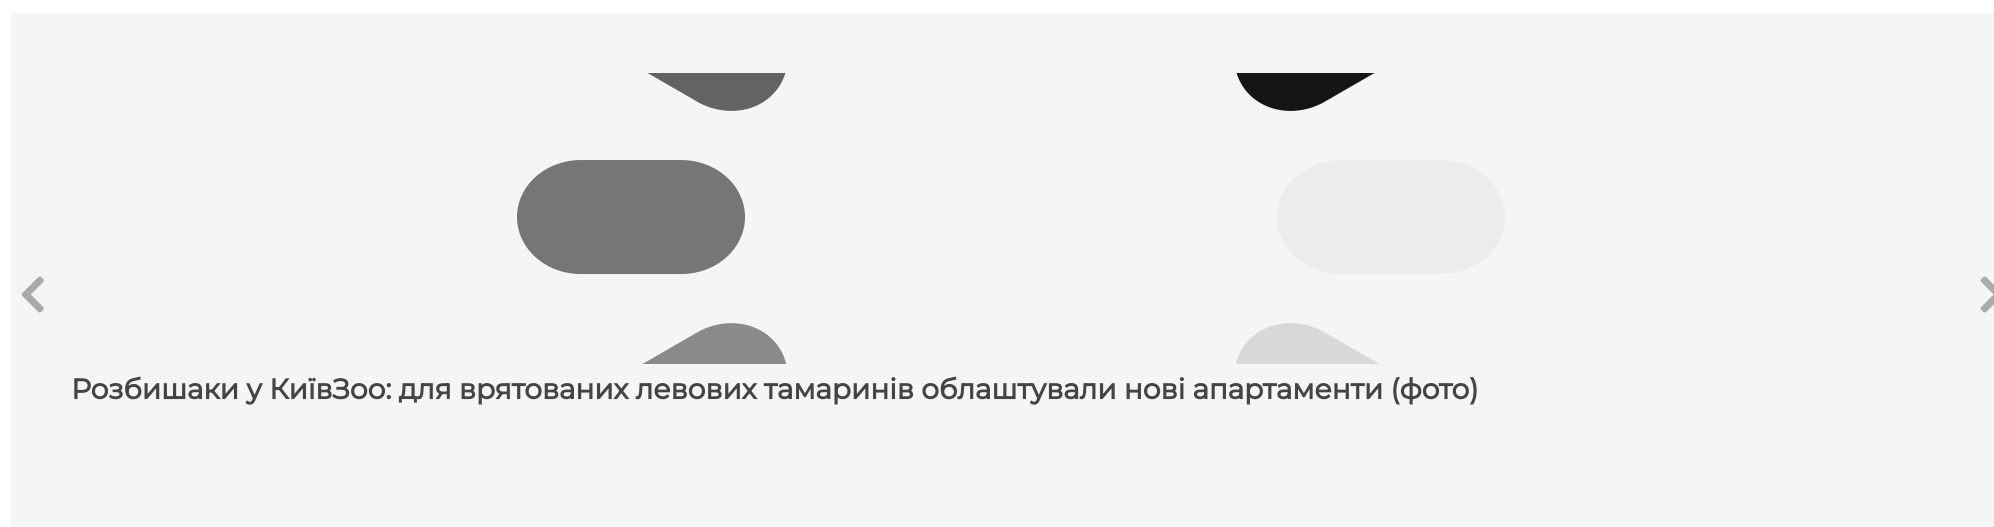 Розбишаки у КиївЗоо: для врятованих левових тамаринів облаштували нові апартаменти (фото)